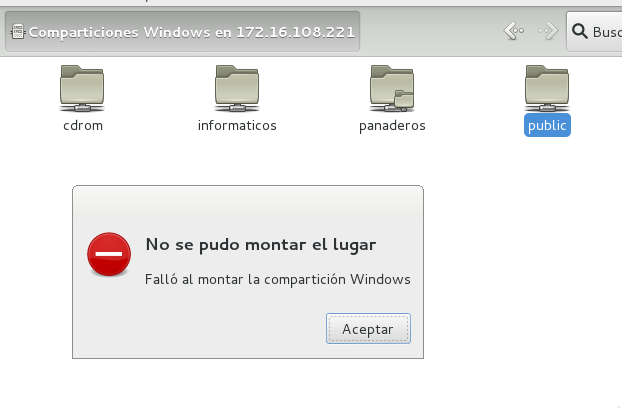 Comparticiones Windows en 172.16.108.221
Busc
cdrom
informaticos
panaderos
public
No se pudo montar el lugar
Falló al montar la compartición Windows
Aceptar